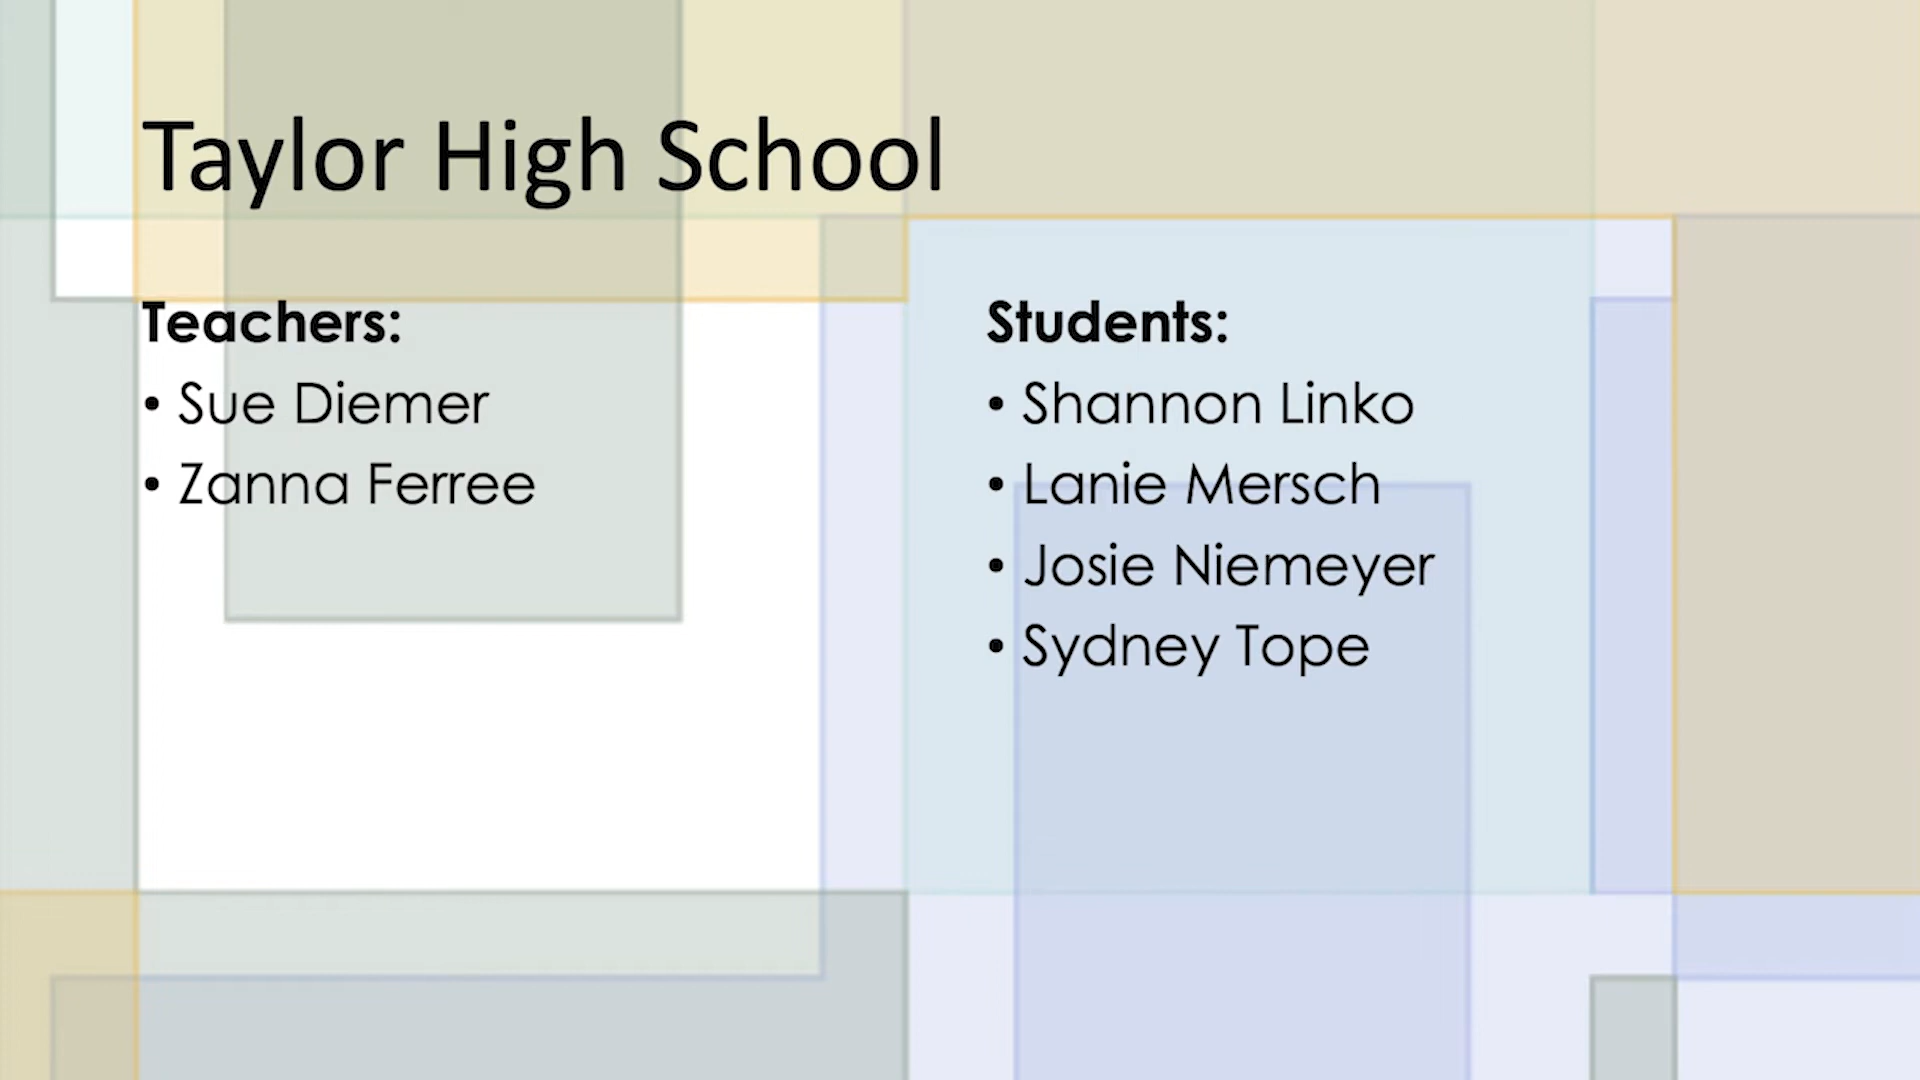 Taylor High School
Teachers:
• Sue Diemer
• Zanna Ferree
Students:
• Shannon Linko
• Lanie Mersch
• Josie Niemeyer
• Sydney Tope